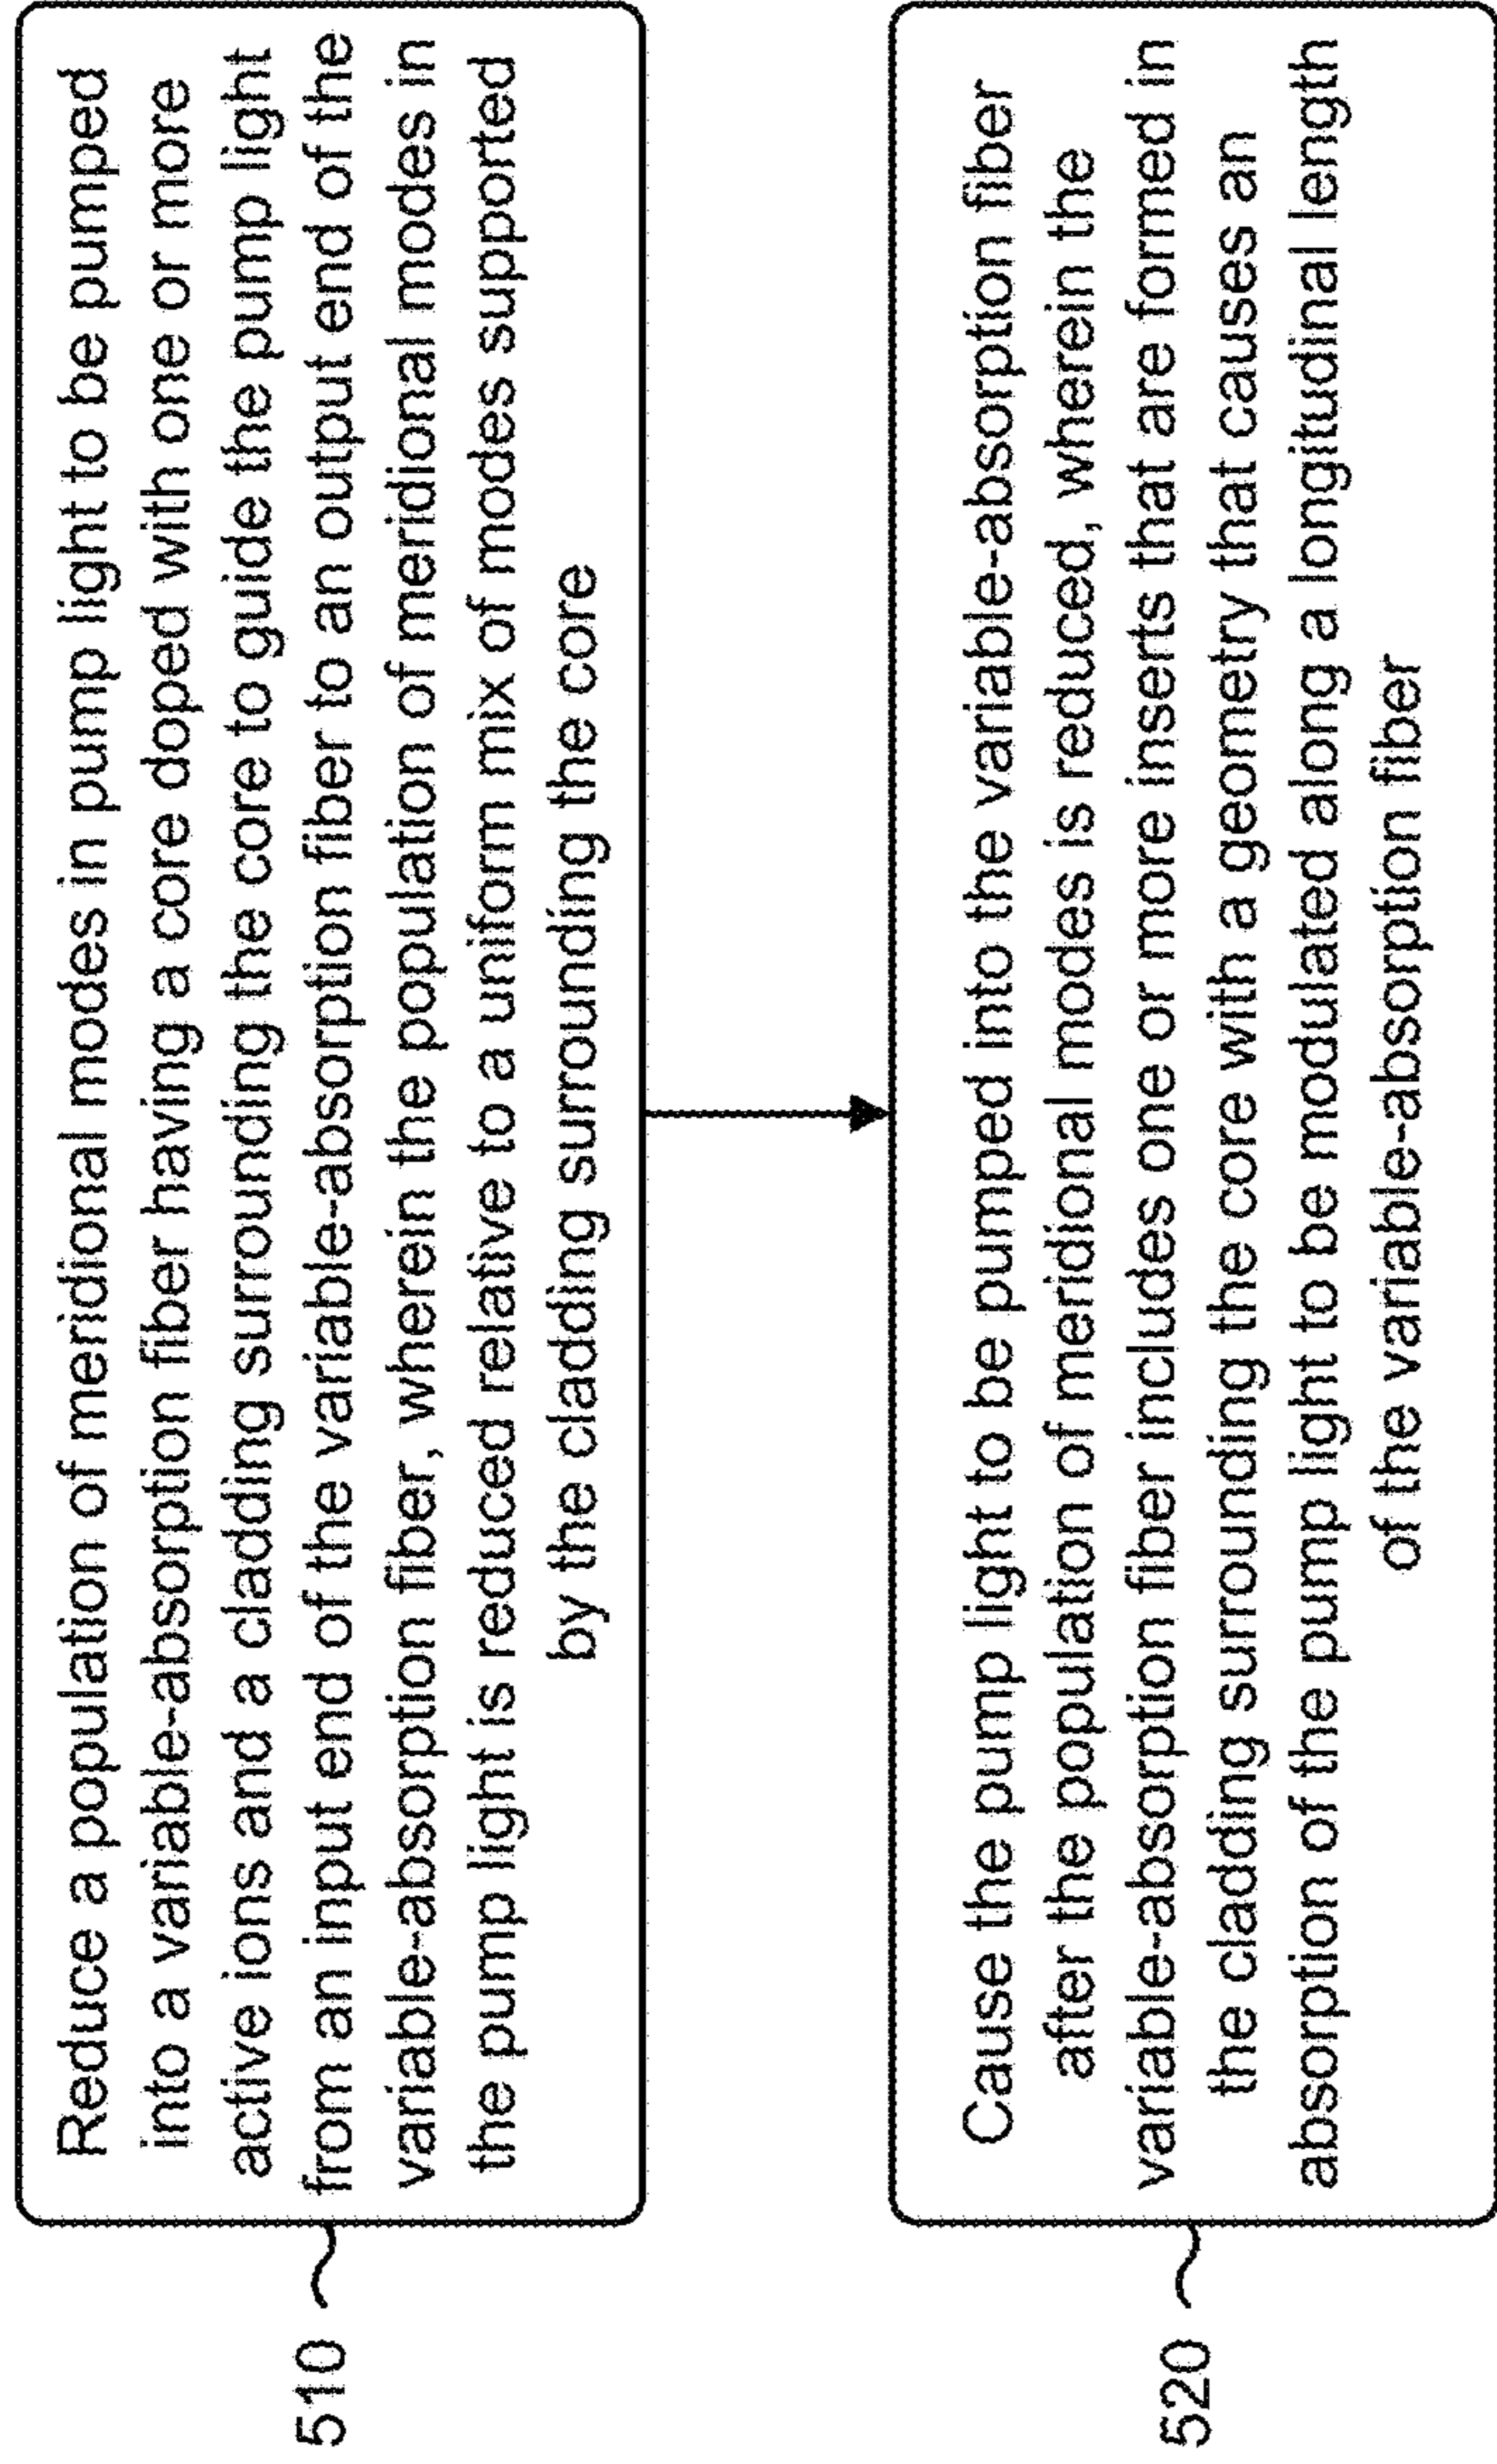 510
Reduce a population of meridional modes in pump light to be pumped
into a variable-absorption fiber having a core doped with one or more
active ions and a cladding surrounding the core to guide the pump light
from an input end of the variable-absorption fiber to an output end of the
variable-absorption fiber, wherein the population of meridional modes in
the pump light is reduced relative to a uniform mix of modes supported
by the cladding surrounding the core
520
Cause the pump light to be pumped into the variable-absorption fiber
after the population of meridional modes is reduced, wherein the
variable-absorption fiber includes one or more inserts that are formed in
the cladding surrounding the core with a geometry that causes an
absorption of the pump light to be modulated along a longitudinal length
of the variable-absorption fiber